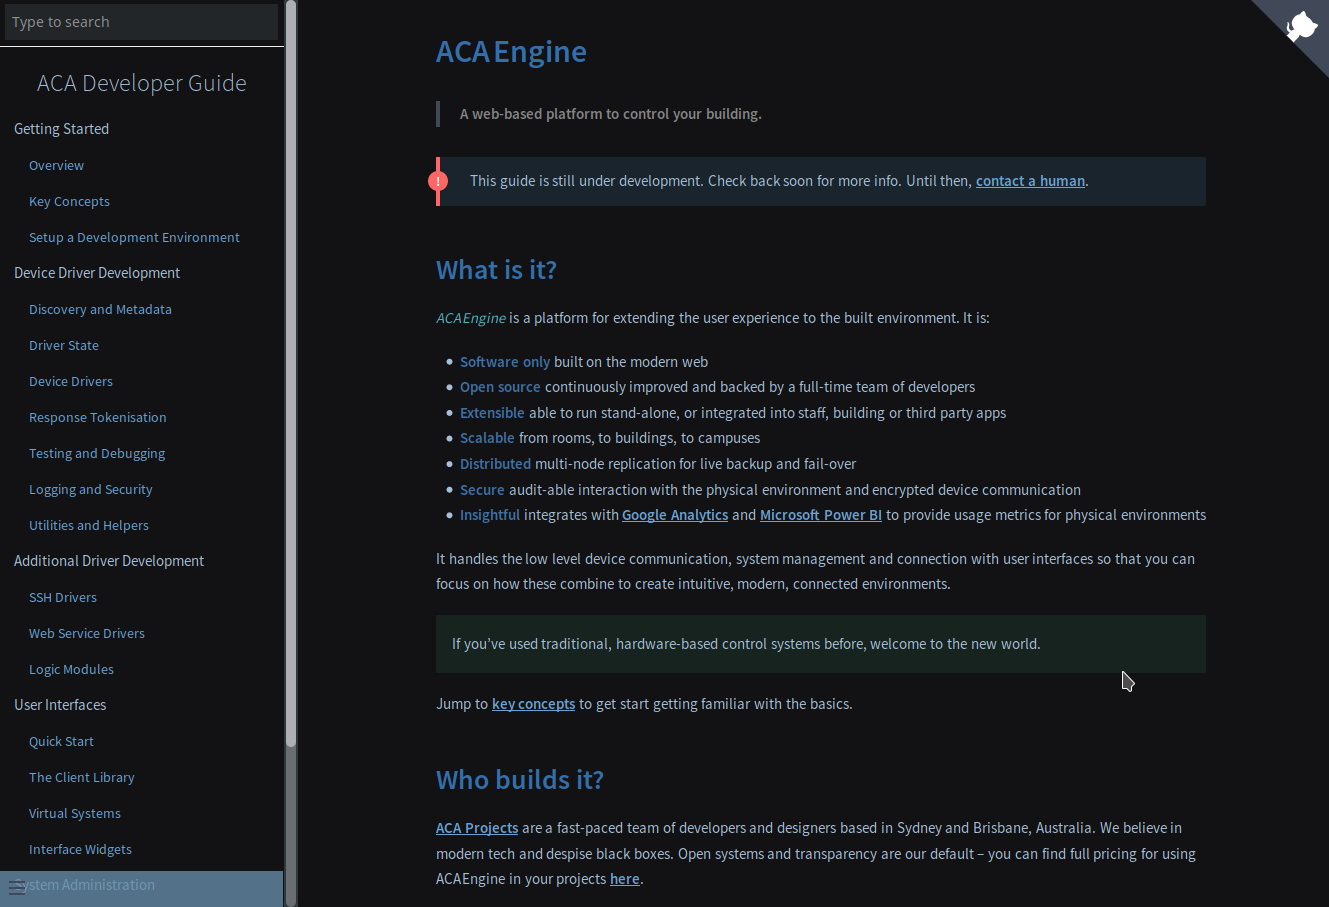 Type to search
ACA Developer Guide
Getting Started
Overview
Key Concepts
Setup a Development Environment
Device Driver Development
Discovery and Metadata
Driver State
Device Drivers
Response Tokenisation
Testing and Debugging
Logging and Security
Utilities and Helpers
Additional Driver Development
SSH Drivers
Web Service Drivers
Logic Modules
User Interfaces
Quick Start
The Client Library
Virtual Systems
Interface Widgets
System Administration
ACAEngine
A web-based platform to control your building.
This guide is still under development. Check back soon for more info. Until then, contact a human.
What is it?
ACAEngine is a platform for extending the user experience to the built environment. It is:
• Software only built on the modern web
• Open source continuously improved and backed by a full-time team of developers
• Extensible able to run stand-alone, or integrated into staff, building or third party apps
• Scalable from rooms, to buildings, to campuses
• Distributed multi-node replication for live backup and fail-over
• Secure audit-able interaction with the physical environment and encrypted device communication
• Insightful integrates with Google Analytics and Microsoft Power BI to provide usage metrics for physical environments
It handles the low level device communication, system management and connection with user interfaces so that you can
focus on how these combine to create intuitive, modern, connected environments.
If you’ve used traditional, hardware-based control systems before, welcome to the new world.
Jump to key concepts to get start getting familiar with the basics.
Who builds it?
ACA Projects are a fast-paced team of developers and designers based in Sydney and Brisbane, Australia. We believe in
modern tech and despise black boxes. Open systems and transparency are our default – you can find full pricing for using
ACAEngine in your projects here.